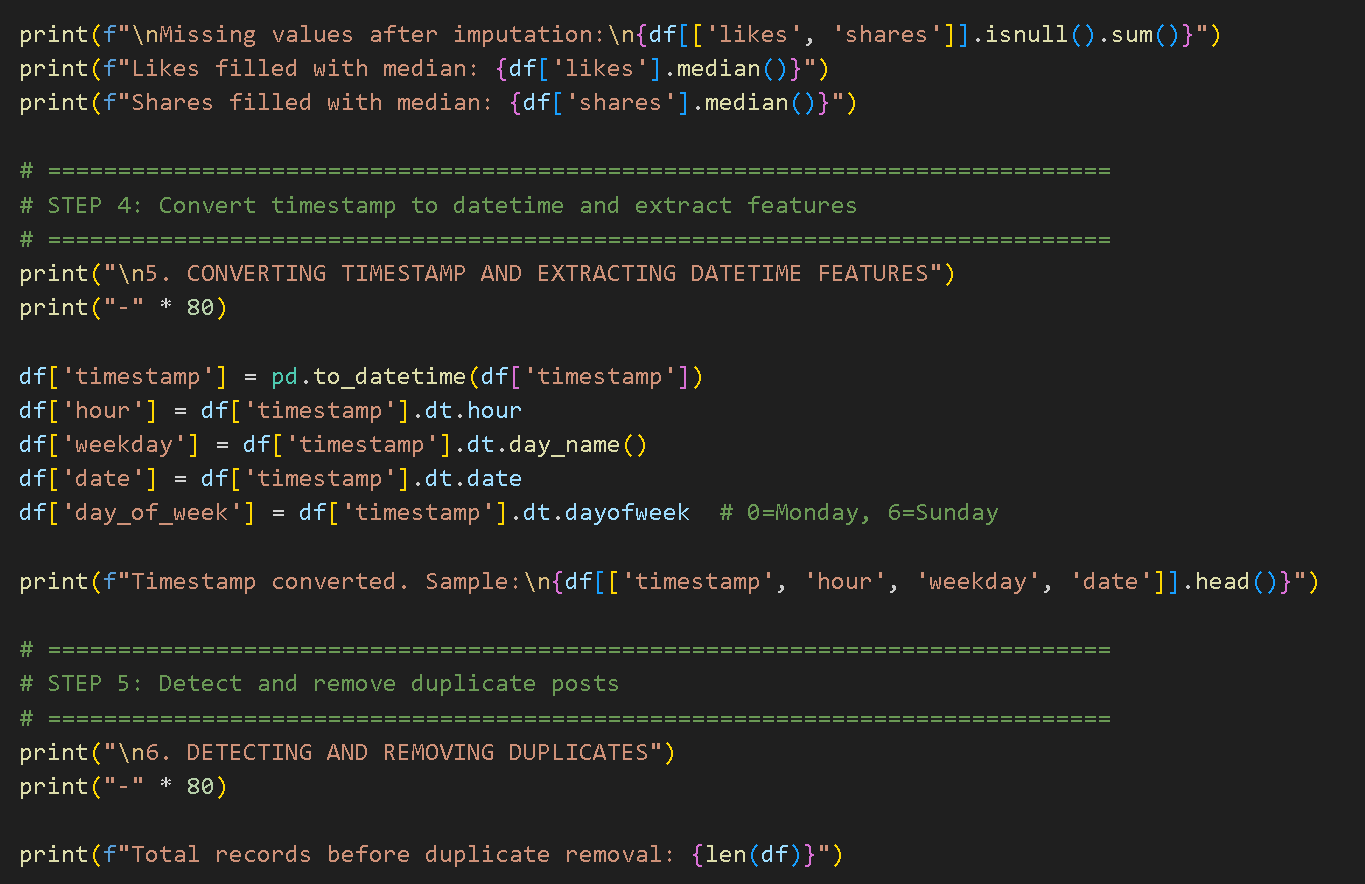 print(f"\nMissing values after imputation:\n{df[['likes', 'shares']].isnull().sum()}")
print(f"Likes filled with median: {df['likes'].median()}")
print(f"Shares filled with median: {df['shares'].median()}")
# ============================================================================
# STEP 4: Convert timestamp to datetime and extract features
# ============================================================================
print("\n5. CONVERTING TIMESTAMP AND EXTRACTING DATETIME FEATURES")
print("-" * 80)
df['timestamp'] = pd.to_datetime(df['timestamp'])
df['hour'] = df['timestamp'].dt.hour
df['weekday'] = df['timestamp'].dt.day_name()
df['date'] = df['timestamp'].dt.date
df['day_of_week'] = df['timestamp'].dt.dayofweek  # 0=Monday, 6=Sunday
print(f"Timestamp converted. Sample:\n{df[['timestamp', 'hour', 'weekday', 'date']].head()}")
# ============================================================================
# STEP 5: Detect and remove duplicate posts
# ============================================================================
print("\n6. DETECTING AND REMOVING DUPLICATES")
print("-" * 80)
print(f"Total records before duplicate removal: {len(df)}")